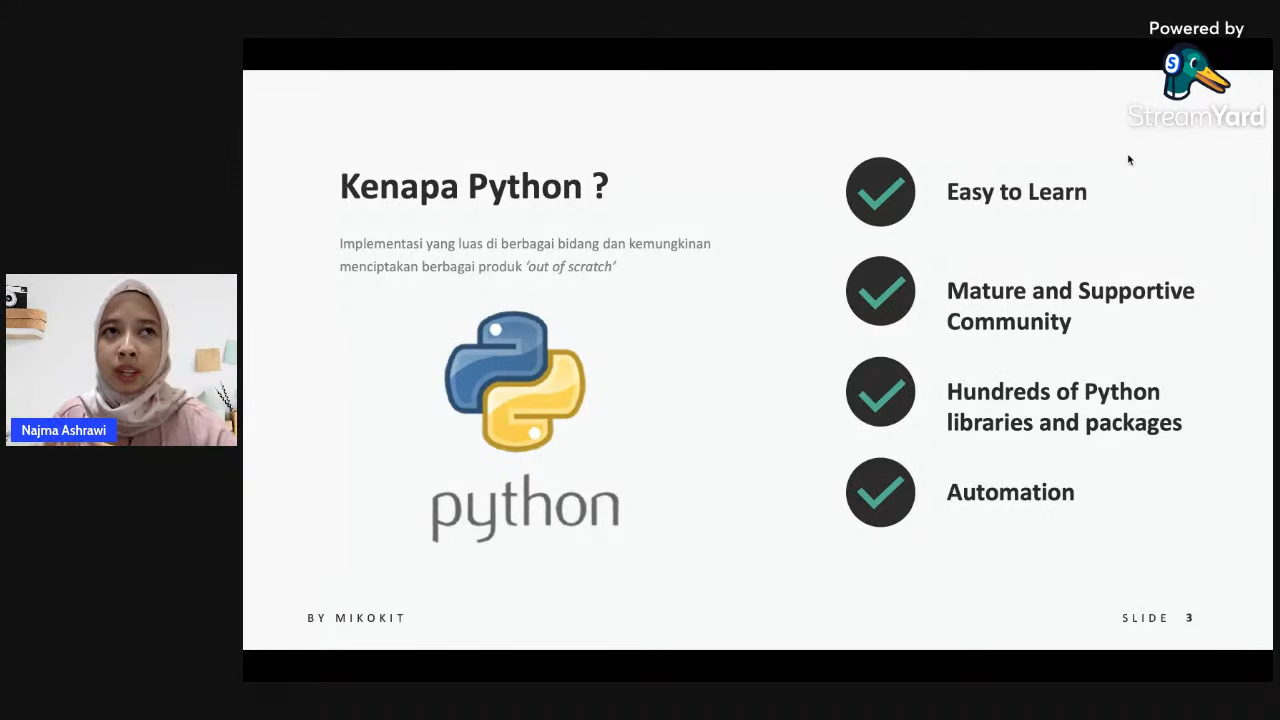 Powered by
StreamYard
Kenapa Python ?
Implementasi yang luas di berbagai bidang dan kemungkinan
menciptakan berbagai produk ‘out of scratch’
python
Easy to Learn
Mature and Supportive
Community
Hundreds of Python
libraries and packages
Automation
Najma Ashrawi
BY MIKOKIT
SLIDE 3